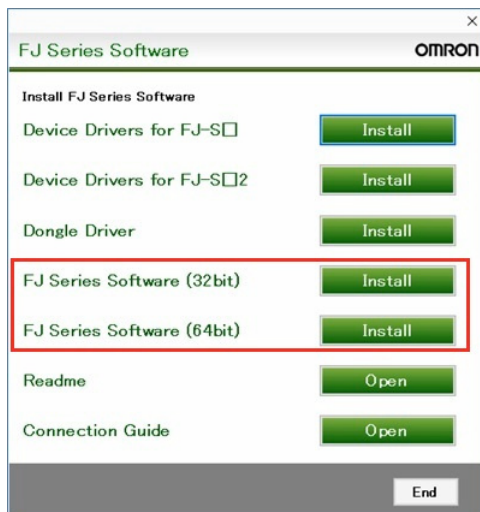 ×
FJ Series Software OMRON
Install FJ Series Software
Device Drivers for FJ-S□ Install
Device Drivers for FJ-S□2 Install
Dongle Driver Install
FJ Series Software (32bit) Install
FJ Series Software (64bit) Install
Readme Open
Connection Guide Open
End